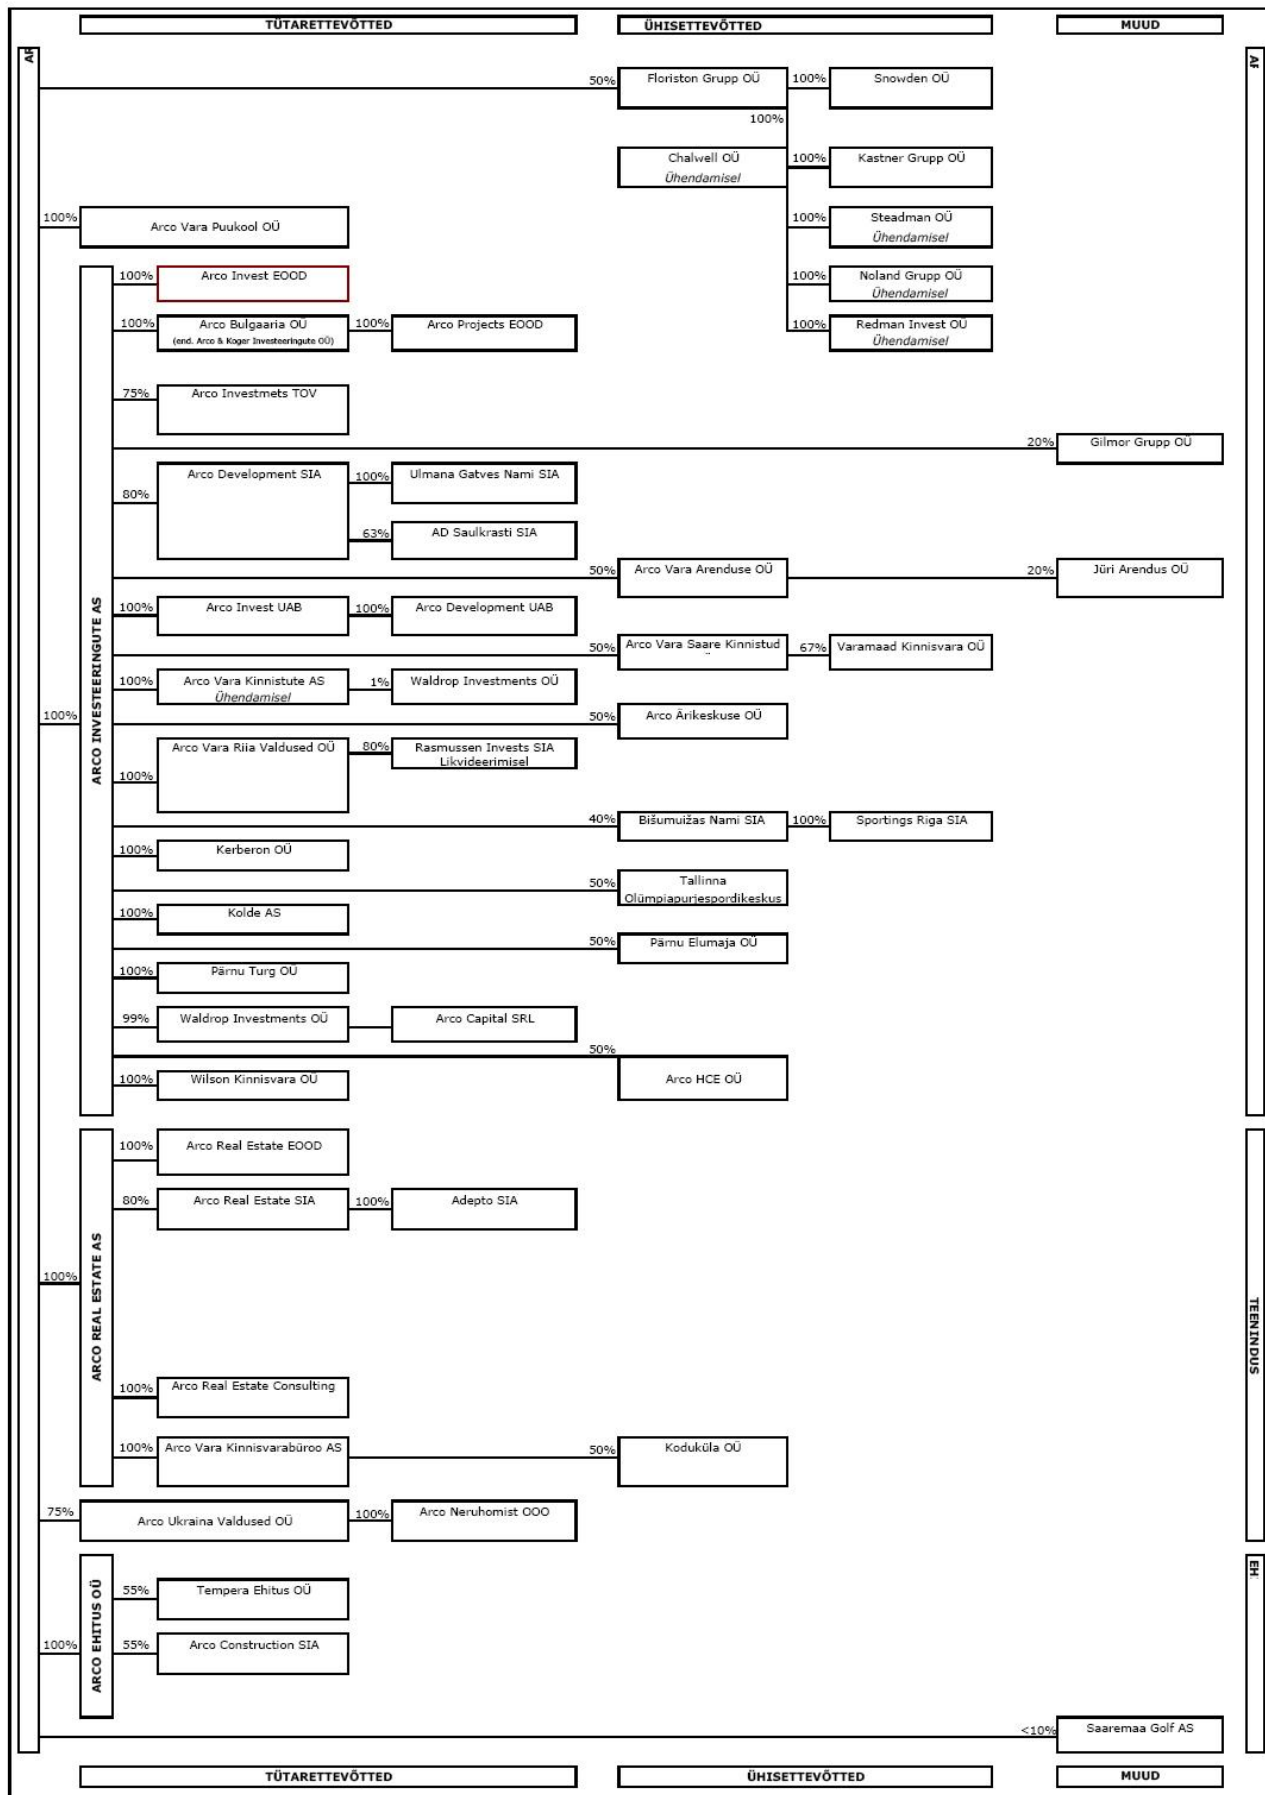 TÜTARETTEVÕTTED ÜHISETTEVÕTTED MUUD
50% Floriston Grupp OÜ 100% Snowden OÜ
100%
Chalwell OÜ 100% Kastner Grupp OÜ
Ühendamisel
100% Arco Vara Puukool OÜ 100% Steadman OÜ
Ühendamisel
100% Arco Invest EOOD 100% Noland Grupp OÜ
Ühendamisel
100% Arco Bulgaaria OÜ 100% Arco Projects EOOD 100% Redman Invest OÜ
(end. Arco & Koger Investeeringute OÜ) Ühendamisel
75% Arco Investmets TOV
20% Gilmor Grupp OÜ
Arco Development SIA 100% Ulmana Gatves Nami SIA
80%
63% AD Saulkrasti SIA
50% Arco Vara Arenduse OÜ 20% Jüri Arendus OÜ
100% Arco Invest UAB 100% Arco Development UAB
50% Arco Vara Saare Kinnistud 67% Varamaad Kinnisvara OÜ
100% Arco Vara Kinnistute AS 1% Waldrop Investments OÜ
Ühendamisel
100% ARCO INVESTEERINGUTE AS
50% Arco Ärikeskuse OÜ
Arco Vara Riia Valdused OÜ 80% Rasmussen Invests SIA
Likvideerimisel
100%
40% Bišumuižas Nami SIA 100% Sportings Riga SIA
100% Kerberon OÜ
50% Tallinna
Olümpiapurjespordikeskus
100% Kolde AS
50% Pärnu Elumaja OÜ
100% Pärnu Turg OÜ
99% Waldrop Investments OÜ Arco Capital SRL
50%
100% Wilson Kinnisvara OÜ Arco HCE OÜ
100% Arco Real Estate EOOD
80% Arco Real Estate SIA 100% Adepto SIA
100% ARCO REAL ESTATE AS
TEENINDUS
100% Arco Real Estate Consulting
100% Arco Vara Kinnisvarabüroo AS 50% Koduküla OÜ
75% Arco Ukraina Valdused OÜ 100% Arco Neruhomist OOO
EH
55% Tempera Ehitus OÜ
100% ARCO EHITUS OÜ
55% Arco Construction SIA
<10% Saaremaa Golf AS
TÜTARETTEVÕTTED ÜHISETTEVÕTTED MUUD